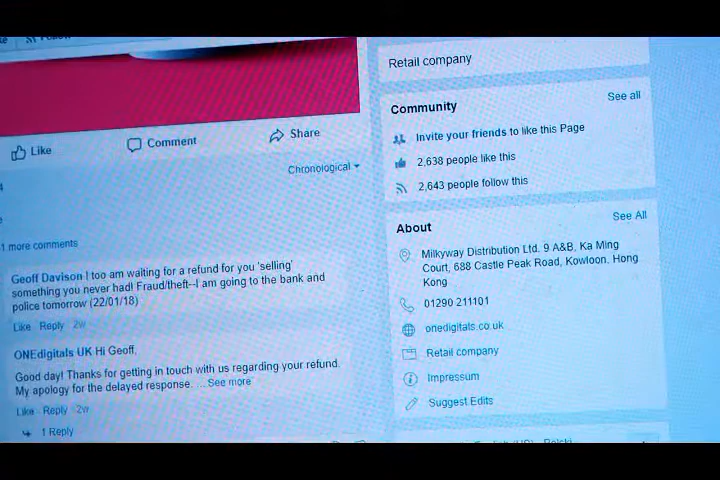 Retail company
Like
Comment
Share
Chronological
1 more comments
Geoff Davison I too am waiting for a refund for you 'selling'
something you never had! Fraud/theft--I am going to the bank and
police tomorrow (22/01/18)
Like Reply 2w
ONEdigitals UK Hi Geoff,
Good day! Thanks for getting in touch with us regarding your refund.
My apology for the delayed response. ... See more
Like Reply 2w
1 Reply
Community
See all
Invite your friends to like this Page
2,638 people like this
2,643 people follow this
About
See All
Milkyway Distribution Ltd. 9 A&B, Ka Ming
Court, 688 Castle Peak Road, Kowloon, Hong
Kong
01290 211101
onedigitals.co.uk
Retail company
Impressum
Suggest Edits
Polski